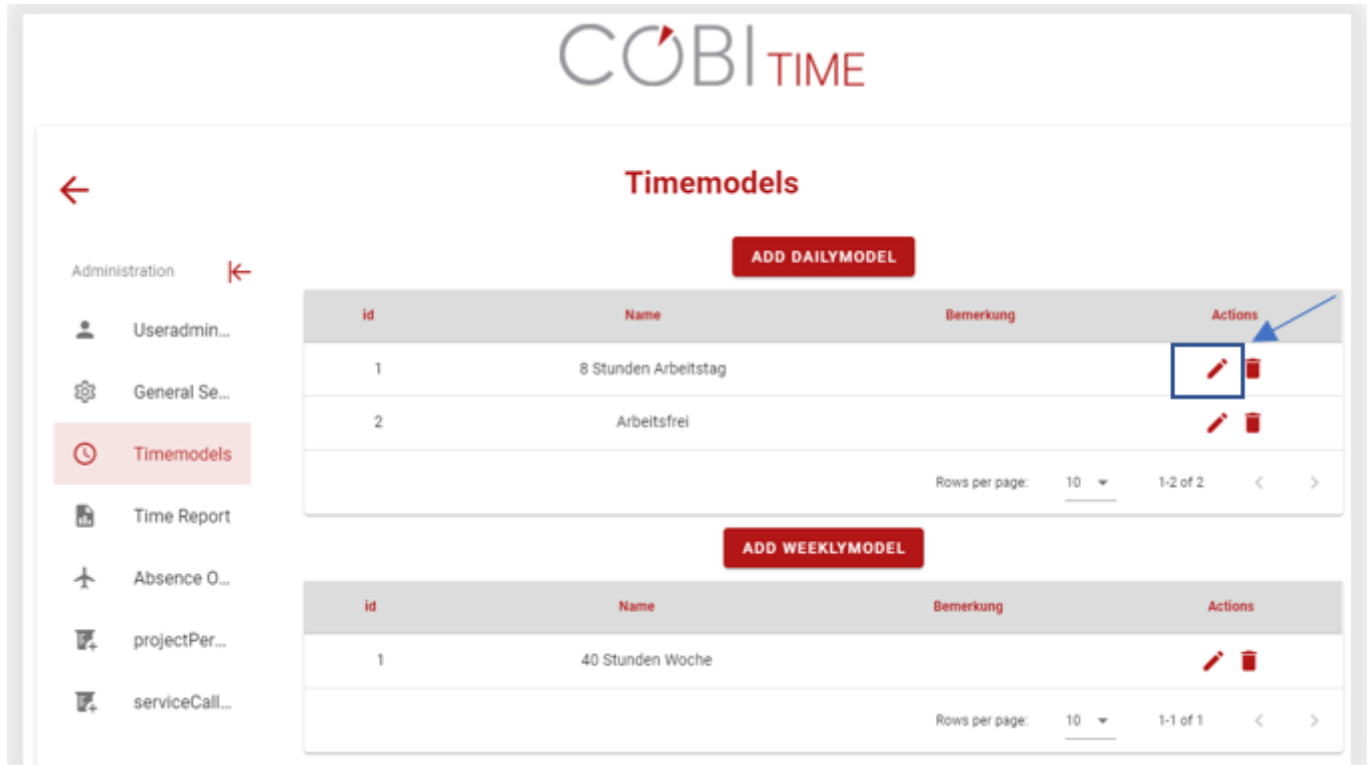 COBI TIME
Timemodels
Administration
ADD DAILYMODEL
id Name Bemerkung Actions
Useradmin...
1 8 Stunden Arbeitstag
General Se...
2 Arbeitsfrei
Timemodels
Rows per page: 10 1-2 of 2
Time Report
ADD WEEKLYMODEL
Absence O...
id Name Bemerkung Actions
projectPer...
1 40 Stunden Woche
serviceCall...
Rows per page: 10 1-1 of 1